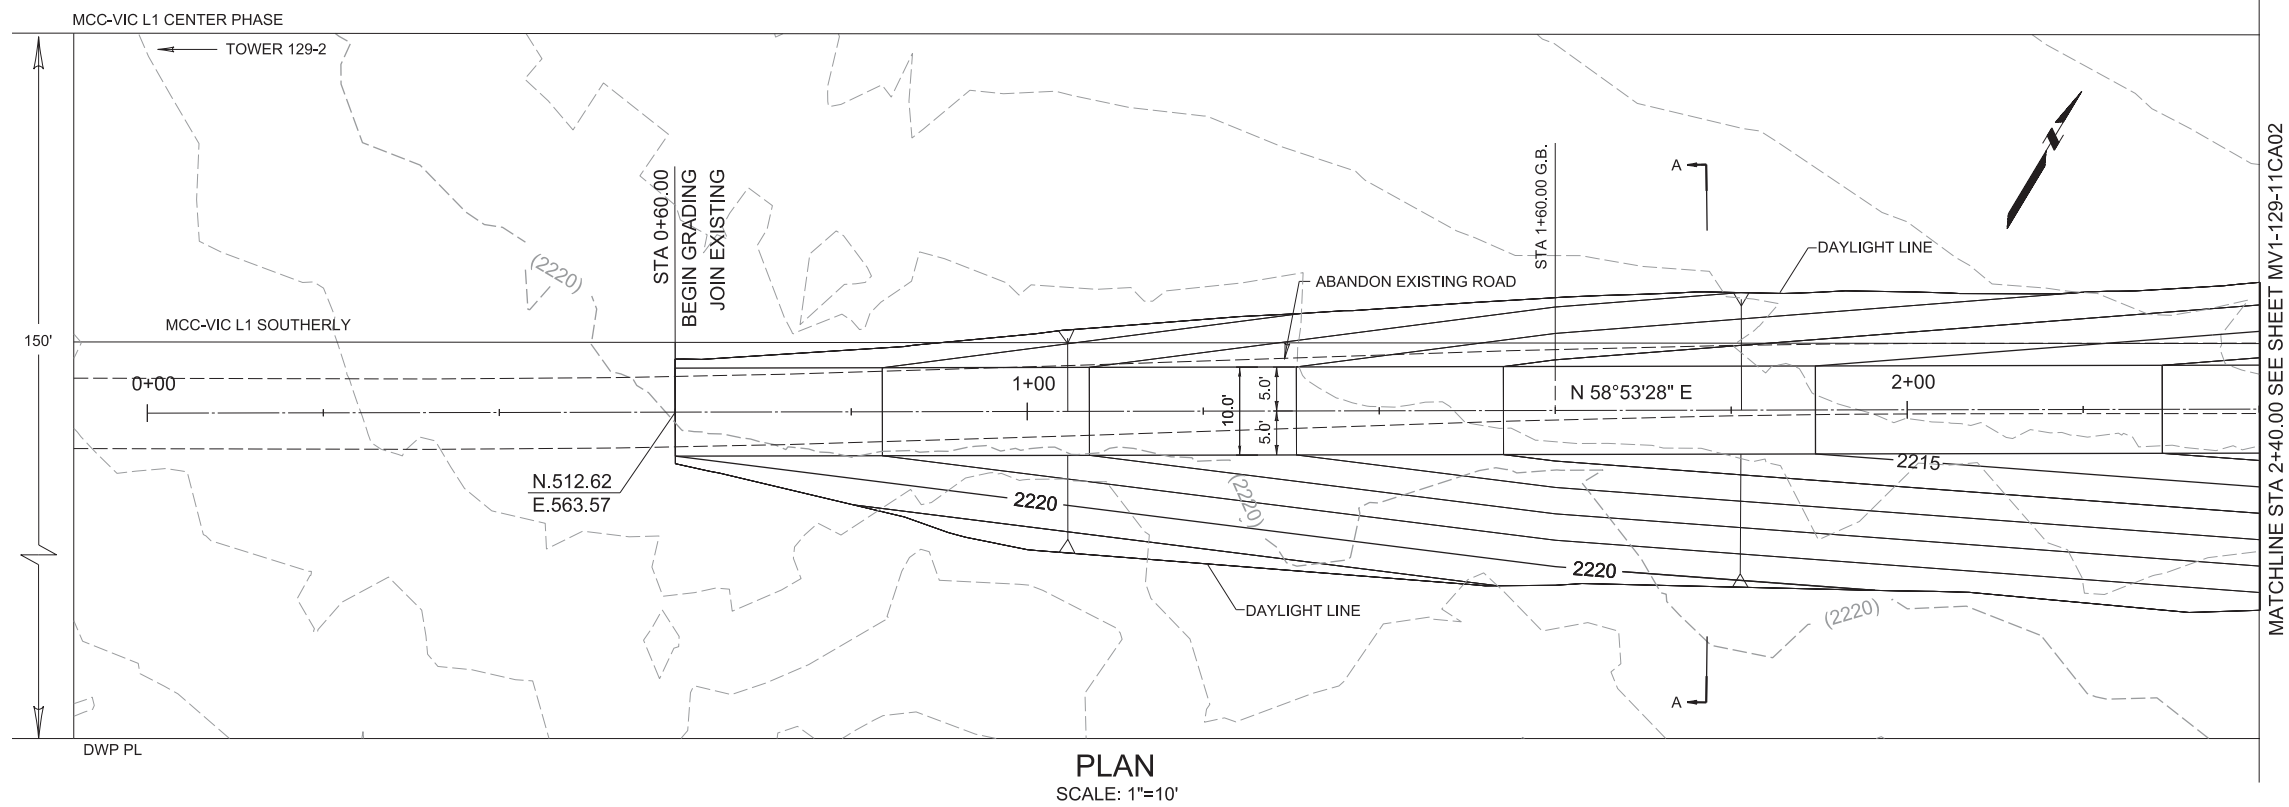 MCC-VIC L1 CENTER PHASE
TOWER 129-2
150'
MCC-VIC L1 SOUTHERLY
0+00
(2220)
STA 0+60.00
BEGIN GRADING
JOIN EXISTING
N.512.62
E.563.57
1+00
2220
10.0'
5.0'
5.0'
(2220)
ABANDON EXISTING ROAD
STA 1+60.00 G.B.
N 58°53'28" E
A
DAYLIGHT LINE
2+00
2215
2220
DAYLIGHT LINE
(2220)
A
MATCHLINE STA 2+40.00 SEE SHEET MV1-129-11CA02
DWP PL
PLAN
SCALE: 1"=10'